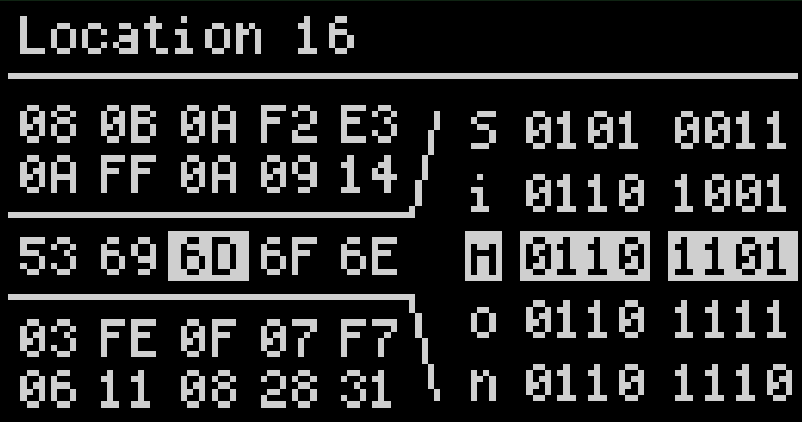 Location 16
08 0B 0A F2 E3
0A FF 0A 09 14
53 69 6D 6F 6E
03 FE 0F 07 F7
06 11 08 28 31
S 0101 0011
i 0110 1001
m 0110 1101
o 0110 1111
n 0110 1110